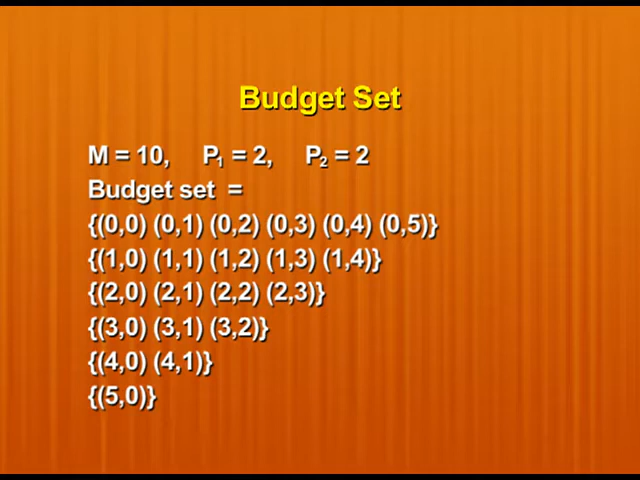 Budget Set
M = 10, P₁ = 2, P₂ = 2
Budget set =
{(0,0) (0,1) (0,2) (0,3) (0,4) (0,5)}
{(1,0) (1,1) (1,2) (1,3) (1,4)}
{(2,0) (2,1) (2,2) (2,3)}
{(3,0) (3,1) (3,2)}
{(4,0) (4,1)}
{(5,0)}